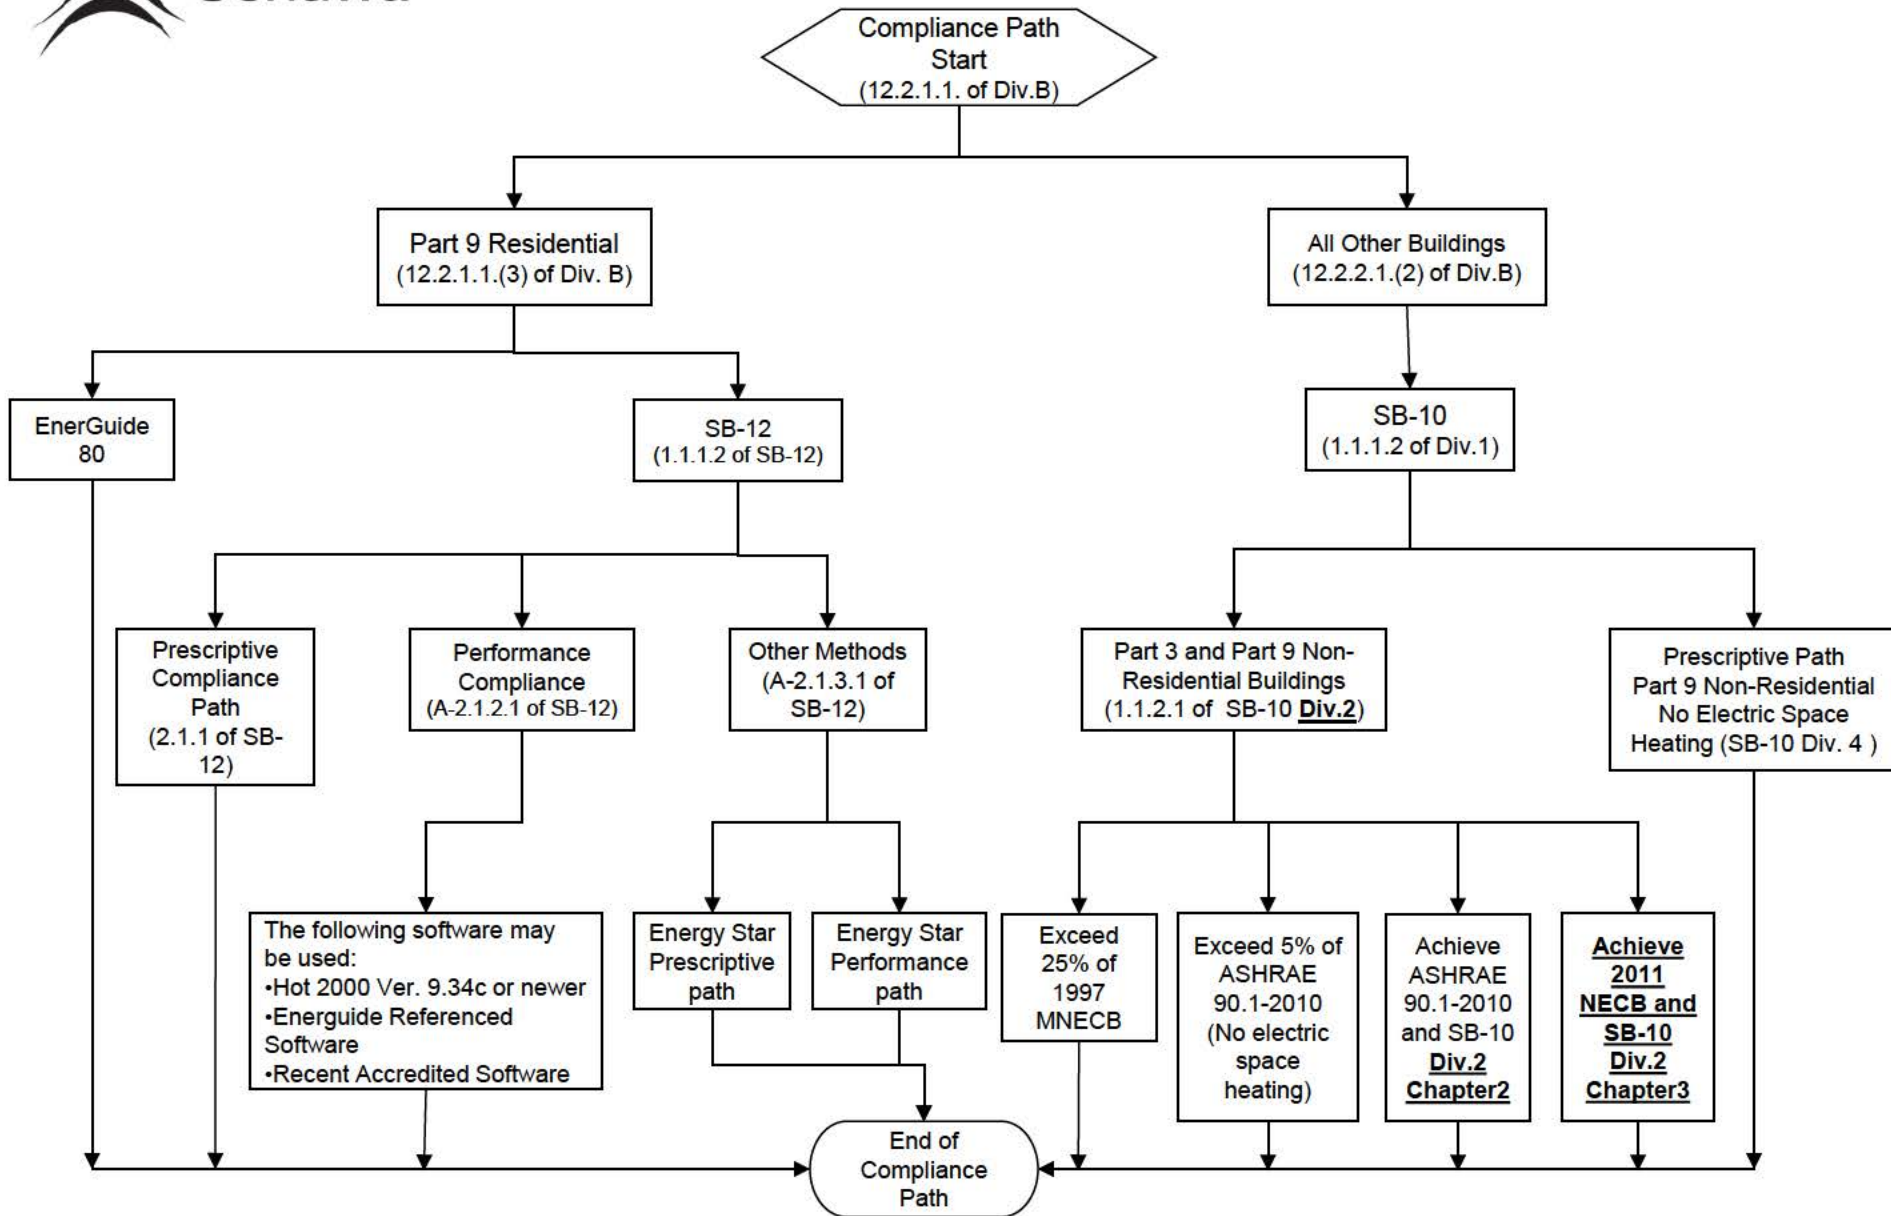 Compliance Path
Start
(12.2.1.1. of Div.B)
Part 9 Residential
(12.2.1.1.(3) of Div. B)
All Other Buildings
(12.2.2.1.(2) of Div.B)
EnerGuide
80
SB-12
(1.1.1.2 of SB-12)
SB-10
(1.1.1.2 of Div.1)
Prescriptive
Compliance
Path
(2.1.1 of SB-
12)
Performance
Compliance
(A-2.1.2.1 of SB-12)
Other Methods
(A-2.1.3.1 of
SB-12)
Part 3 and Part 9 Non-
Residential Buildings
(1.1.2.1 of SB-10 Div.2)
Prescriptive Path
Part 9 Non-Residential
No Electric Space
Heating (SB-10 Div. 4 )
The following software may
be used:
•Hot 2000 Ver. 9.34c or newer
•Energuide Referenced
Software
•Recent Accredited Software
Energy Star
Prescriptive
path
Energy Star
Performance
path
Exceed
25% of
1997
MNECB
Exceed 5% of
ASHRAE
90.1-2010
(No electric
space
heating)
Achieve
ASHRAE
90.1-2010
and SB-10
Div.2
Chapter2
Achieve
2011
NECB and
SB-10
Div.2
Chapter3
End of
Compliance
Path